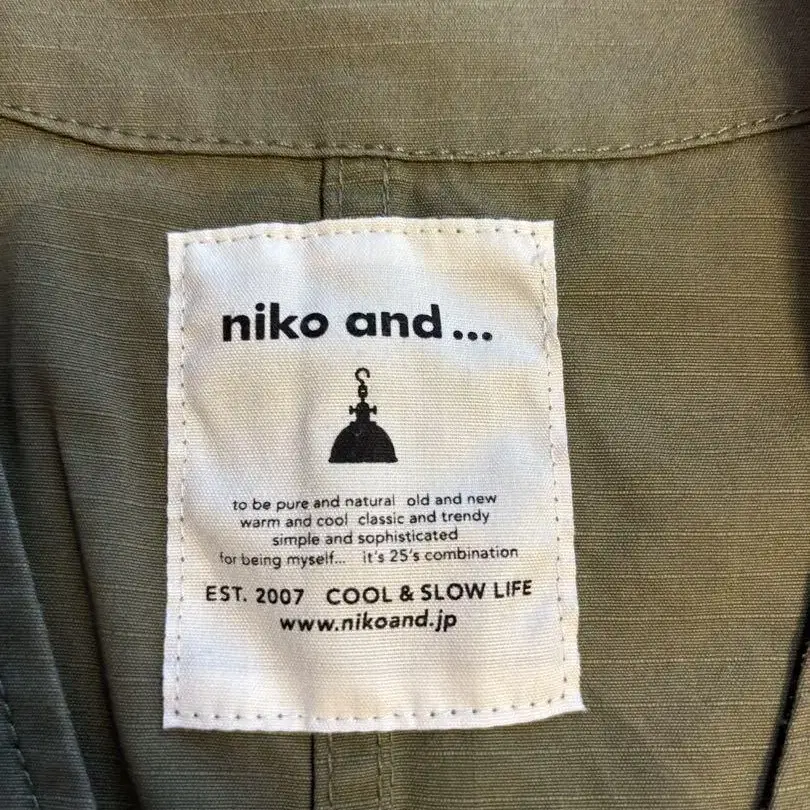 niko and...
to be pure and natural old and new
warm and cool classic and trendy
simple and sophisticated
for being myself... it's 25's combination
EST. 2007 COOL & SLOW LIFE
www.nikoand.jp